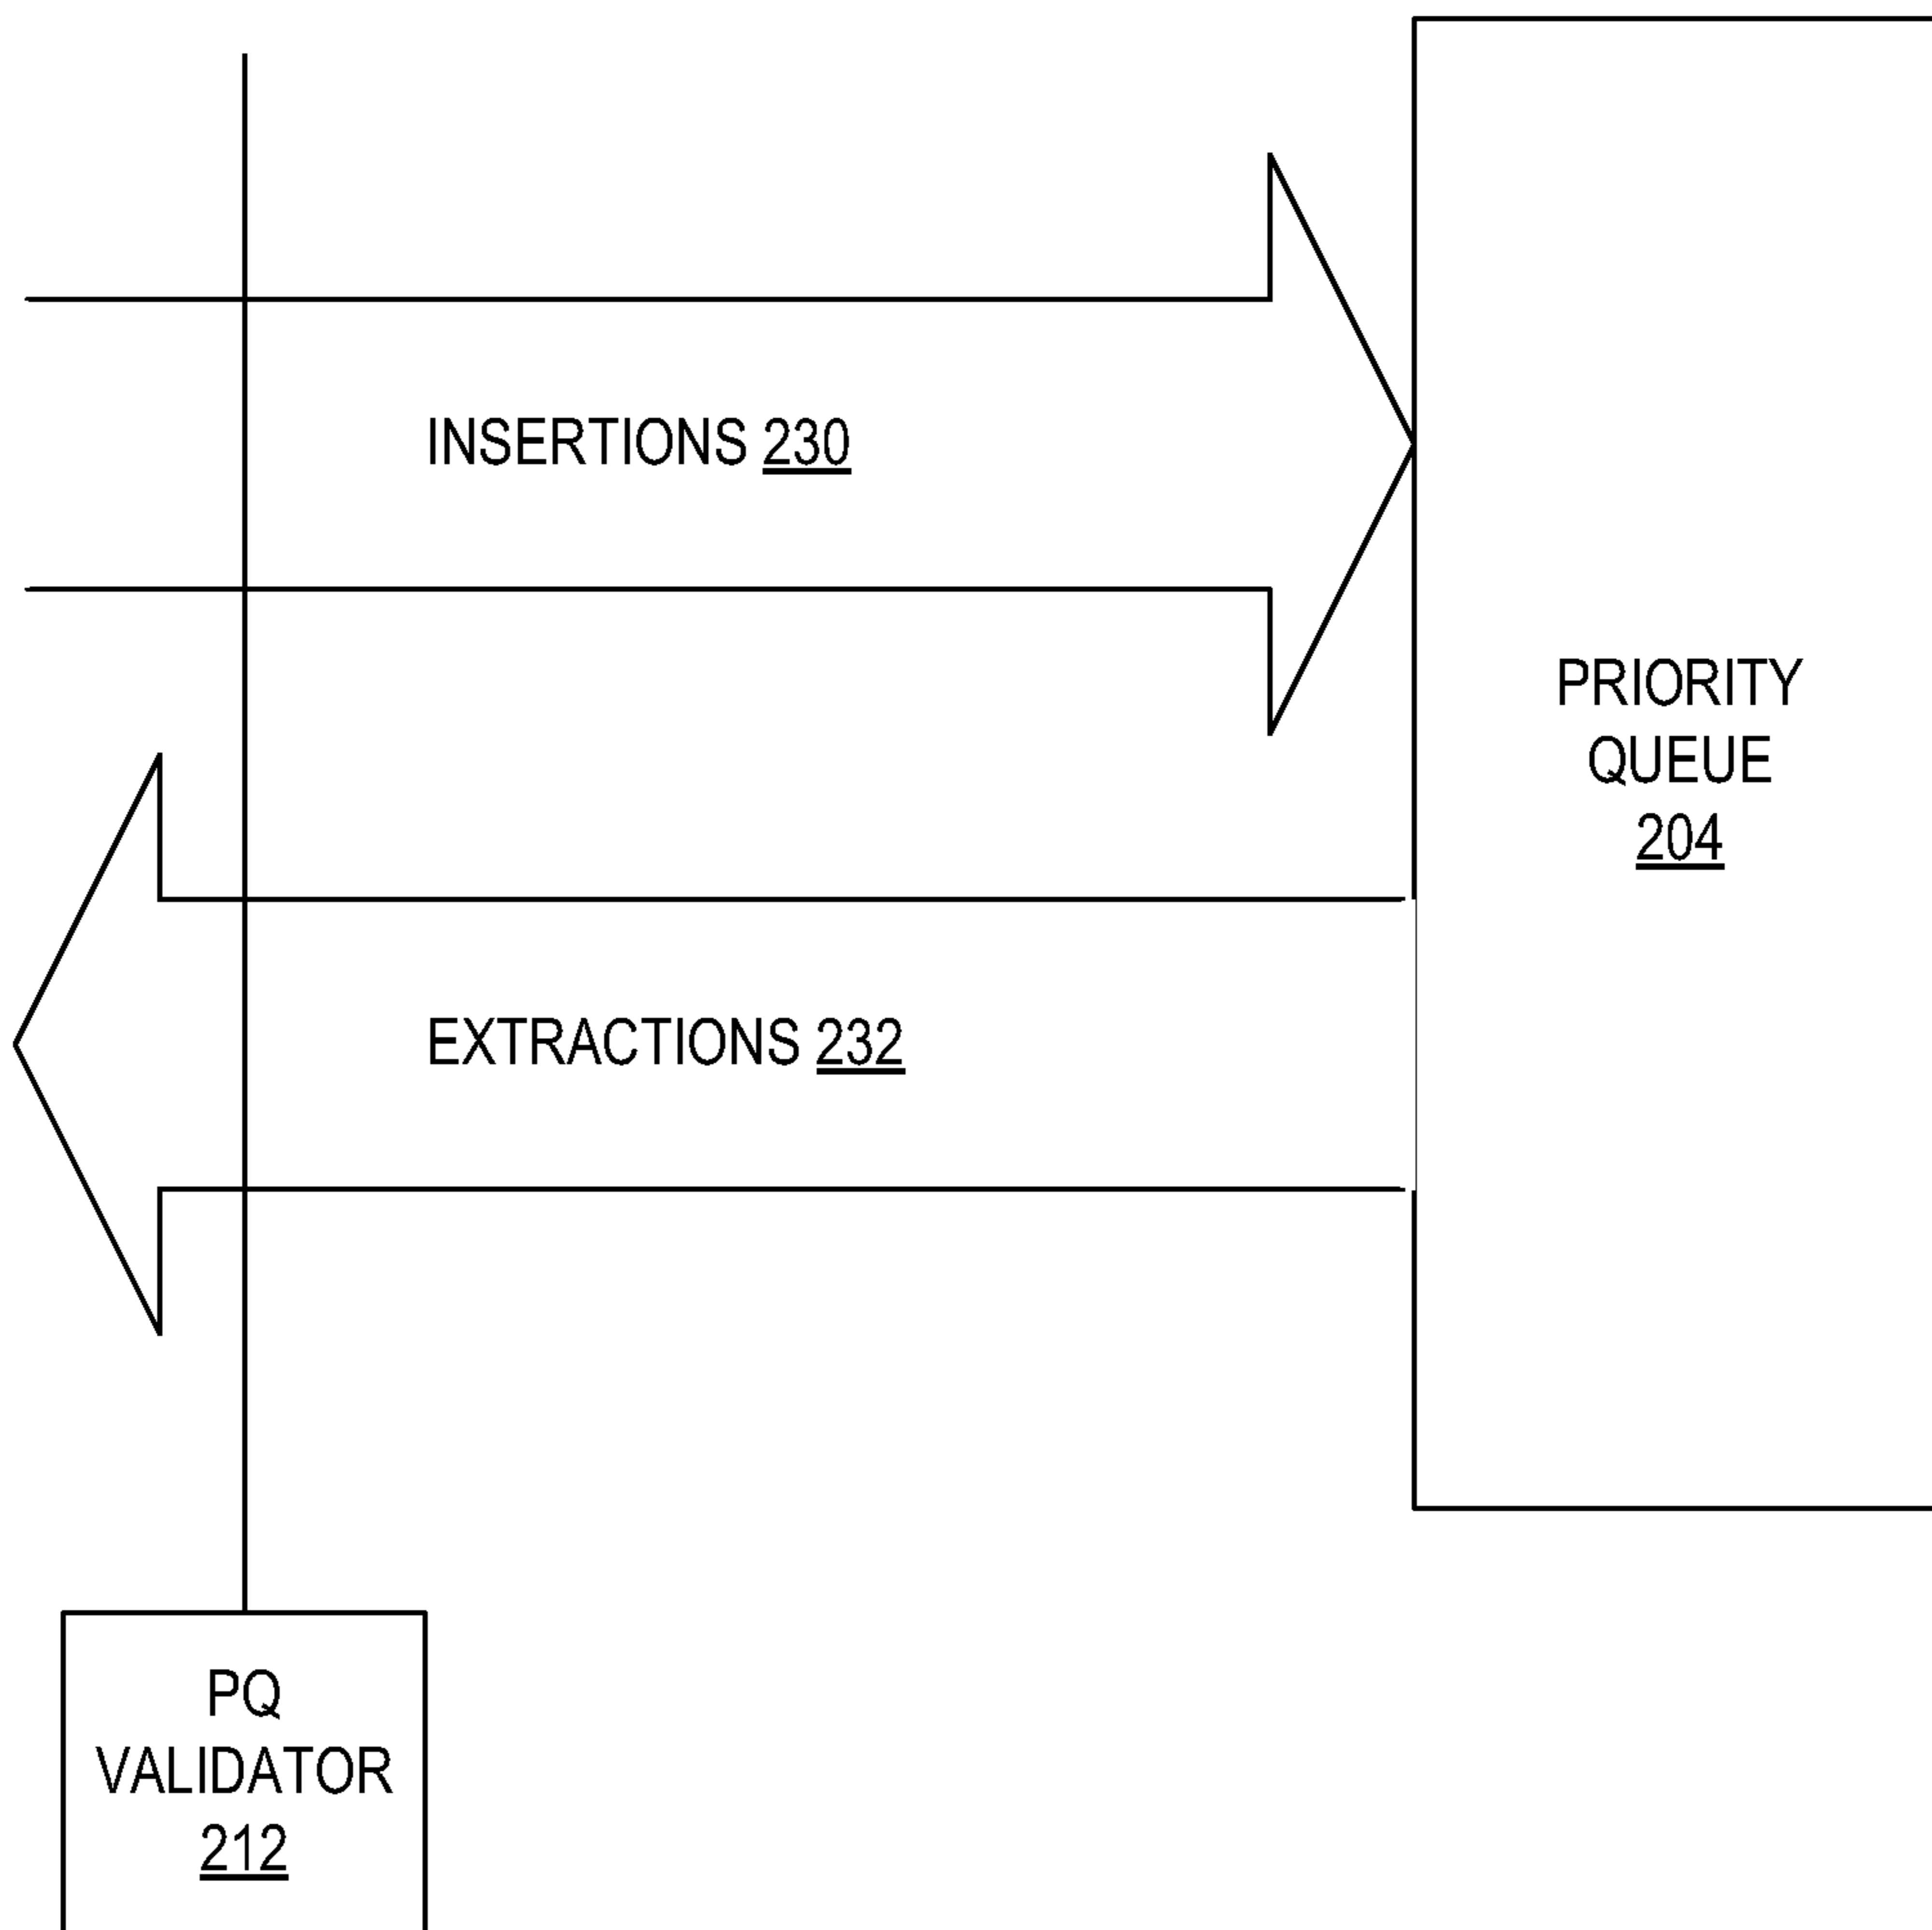 INSERTIONS 230
PRIORITY
QUEUE
204
EXTRACTIONS 232
PQ
VALIDATOR
212